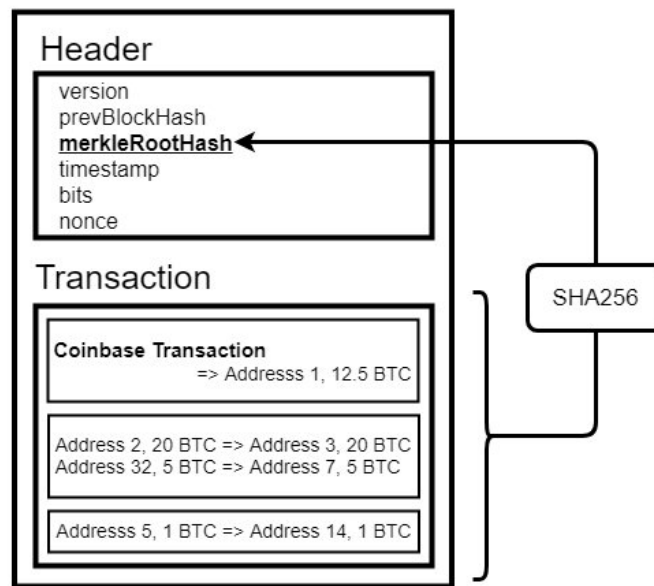 Header
version
prevBlockHash
merkleRootHash
timestamp
bits
nonce
Transaction
Coinbase Transaction
=> Addresss 1, 12.5 BTC
Address 2, 20 BTC => Address 3, 20 BTC
Address 32, 5 BTC => Address 7, 5 BTC
Addresss 5, 1 BTC => Address 14, 1 BTC
SHA256